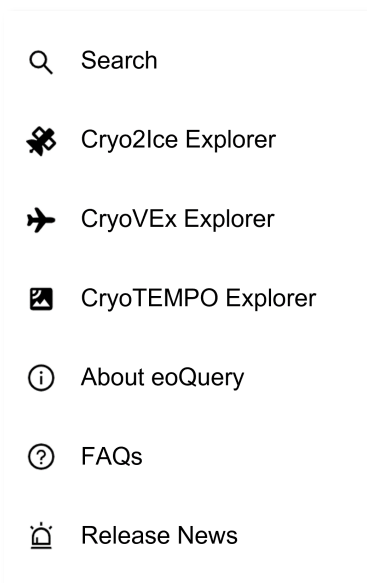 Search
Cryo2Ice Explorer
CryoVEx Explorer
CryoTEMPO Explorer
About eoQuery
FAQs
Release News